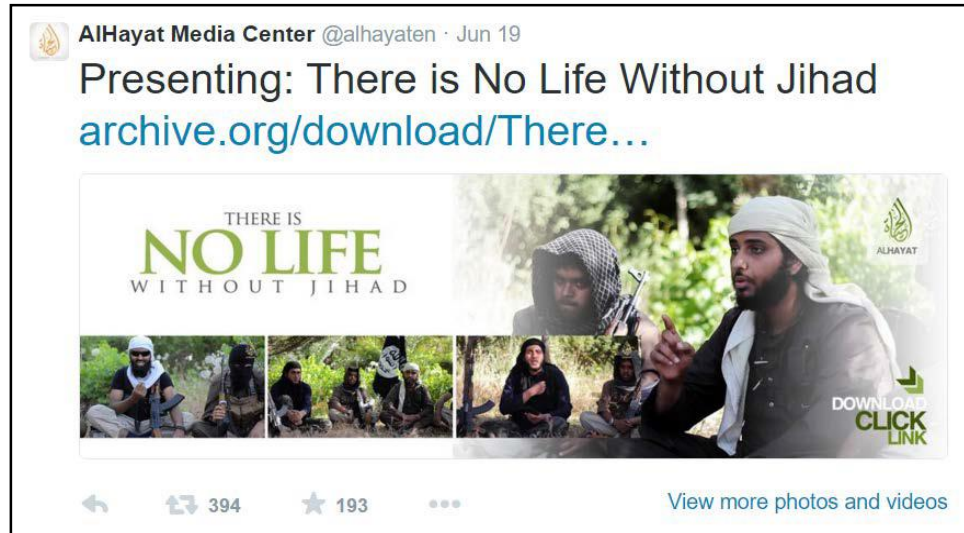 AlHayat Media Center @alhayaten · Jun 19
Presenting: There is No Life Without Jihad
archive.org/download/There…
THERE IS
NO LIFE
WITHOUT JIHAD
ALHAYAT
DOWNLOAD
CLICK
LINK
394
193
View more photos and videos